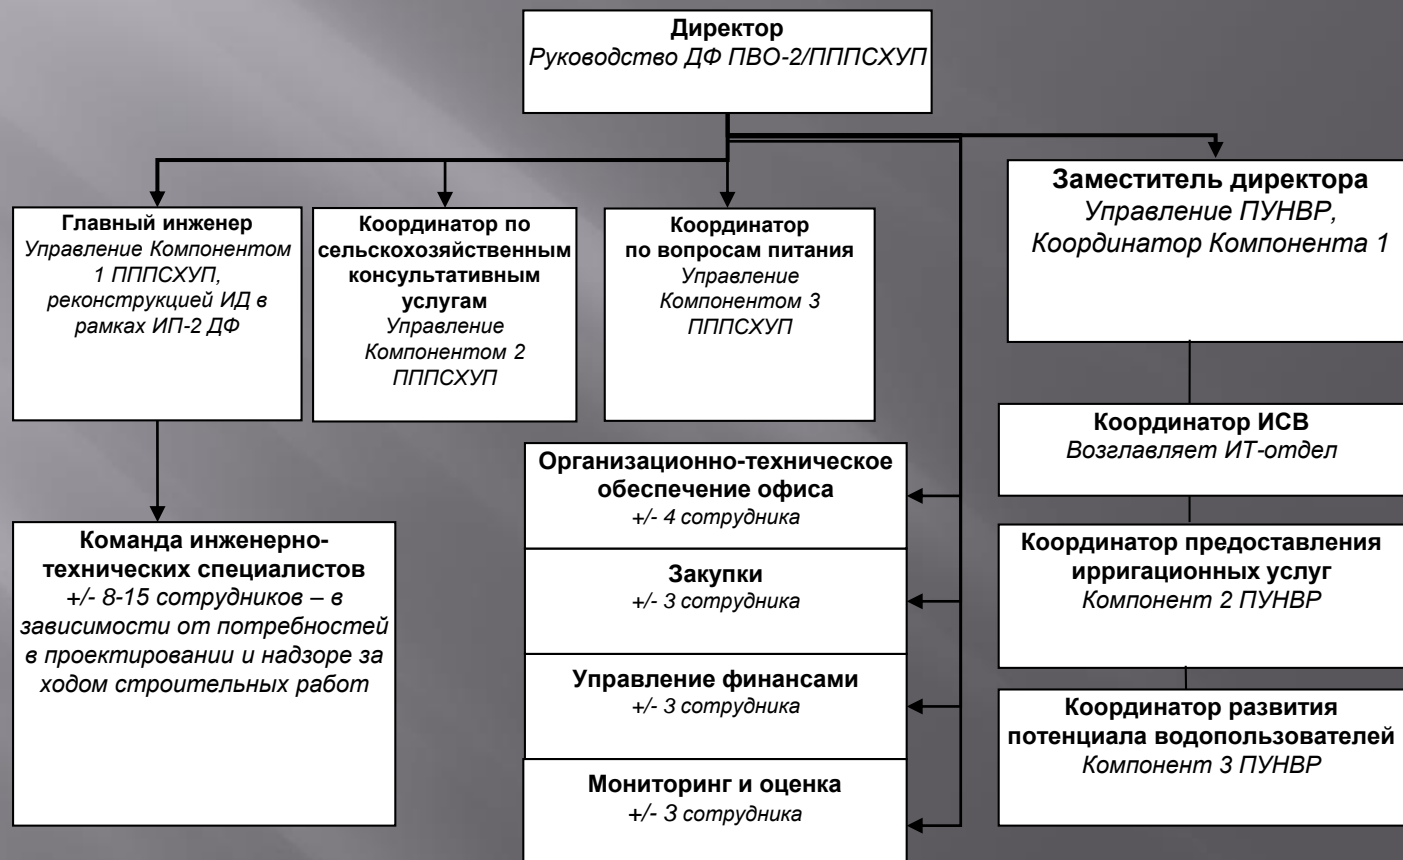 Директор
Руководство ДФ ПВО-2/ПППСХУП
Главный инженер
Управление Компонентом
1 ПППСХУП,
реконструкцией ИД в
рамках ИП-2 ДФ
Координатор по
сельскохозяйственным
консультативным
услугам
Управление
Компонентом 2
ПППСХУП
Координатор
по вопросам питания
Управление
Компонентом 3
ПППСХУП
Заместитель директора
Управление ПУНВР,
Координатор Компонента 1
Команда инженерно-
технических специалистов
+/- 8-15 сотрудников – в
зависимости от потребностей
в проектировании и надзоре за
ходом строительных работ
Организационно-техническое
обеспечение офиса
+/- 4 сотрудника
Закупки
+/- 3 сотрудника
Управление финансами
+/- 3 сотрудника
Мониторинг и оценка
+/- 3 сотрудника
Координатор ИСВ
Возглавляет ИТ-отдел
Координатор предоставления
ирригационных услуг
Компонент 2 ПУНВР
Координатор развития
потенциала водопользователей
Компонент 3 ПУНВР